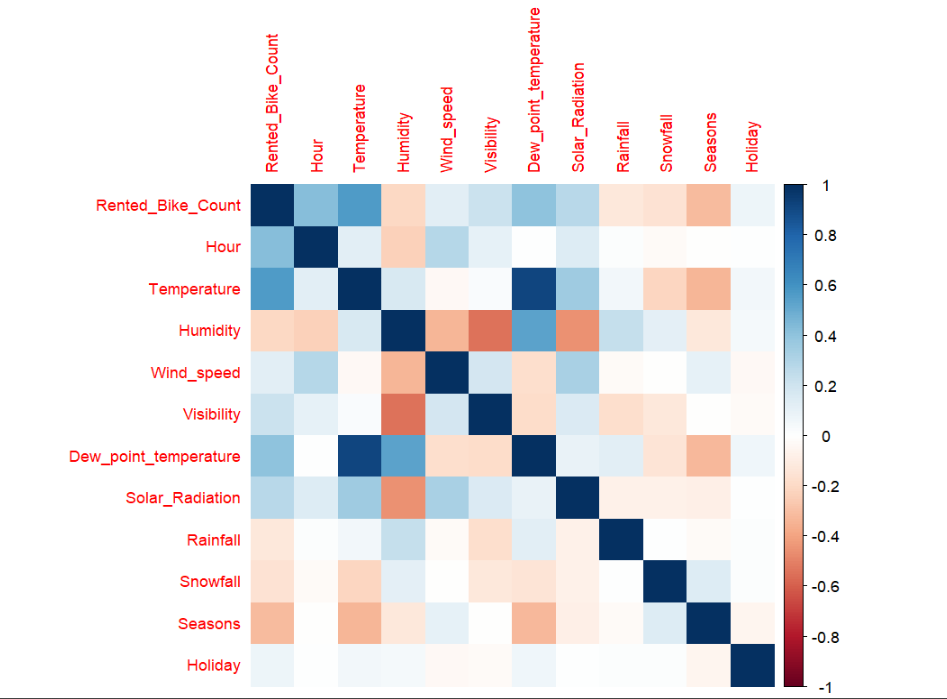 Rented_Bike_Count
Hour
Temperature
Humidity
Wind_speed
Visibility
Dew_point_temperature
Solar_Radiation
Rainfall
Snowfall
Seasons
Holiday
Rented_Bike_Count
Hour
Temperature
Humidity
Wind_speed
Visibility
Dew_point_temperature
Solar_Radiation
Rainfall
Snowfall
Seasons
Holiday
1
0.8
0.6
0.4
0.2
0
-0.2
-0.4
-0.6
-0.8
-1